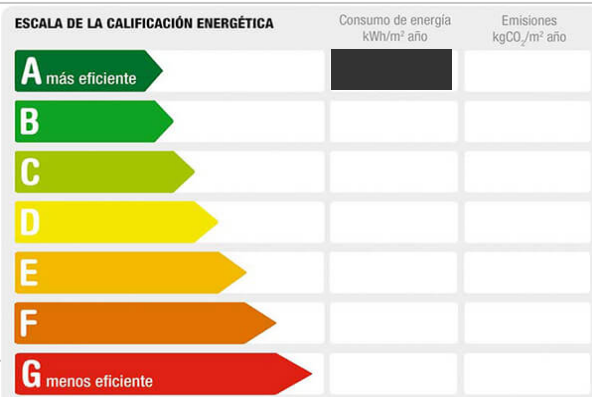 ESCALA DE LA CALIFICACIÓN ENERGÉTICA
Consumo de energía
kWh/m² año
Emisiones
kgCO₂/m² año
A más eficiente
B
C
D
E
F
G menos eficiente